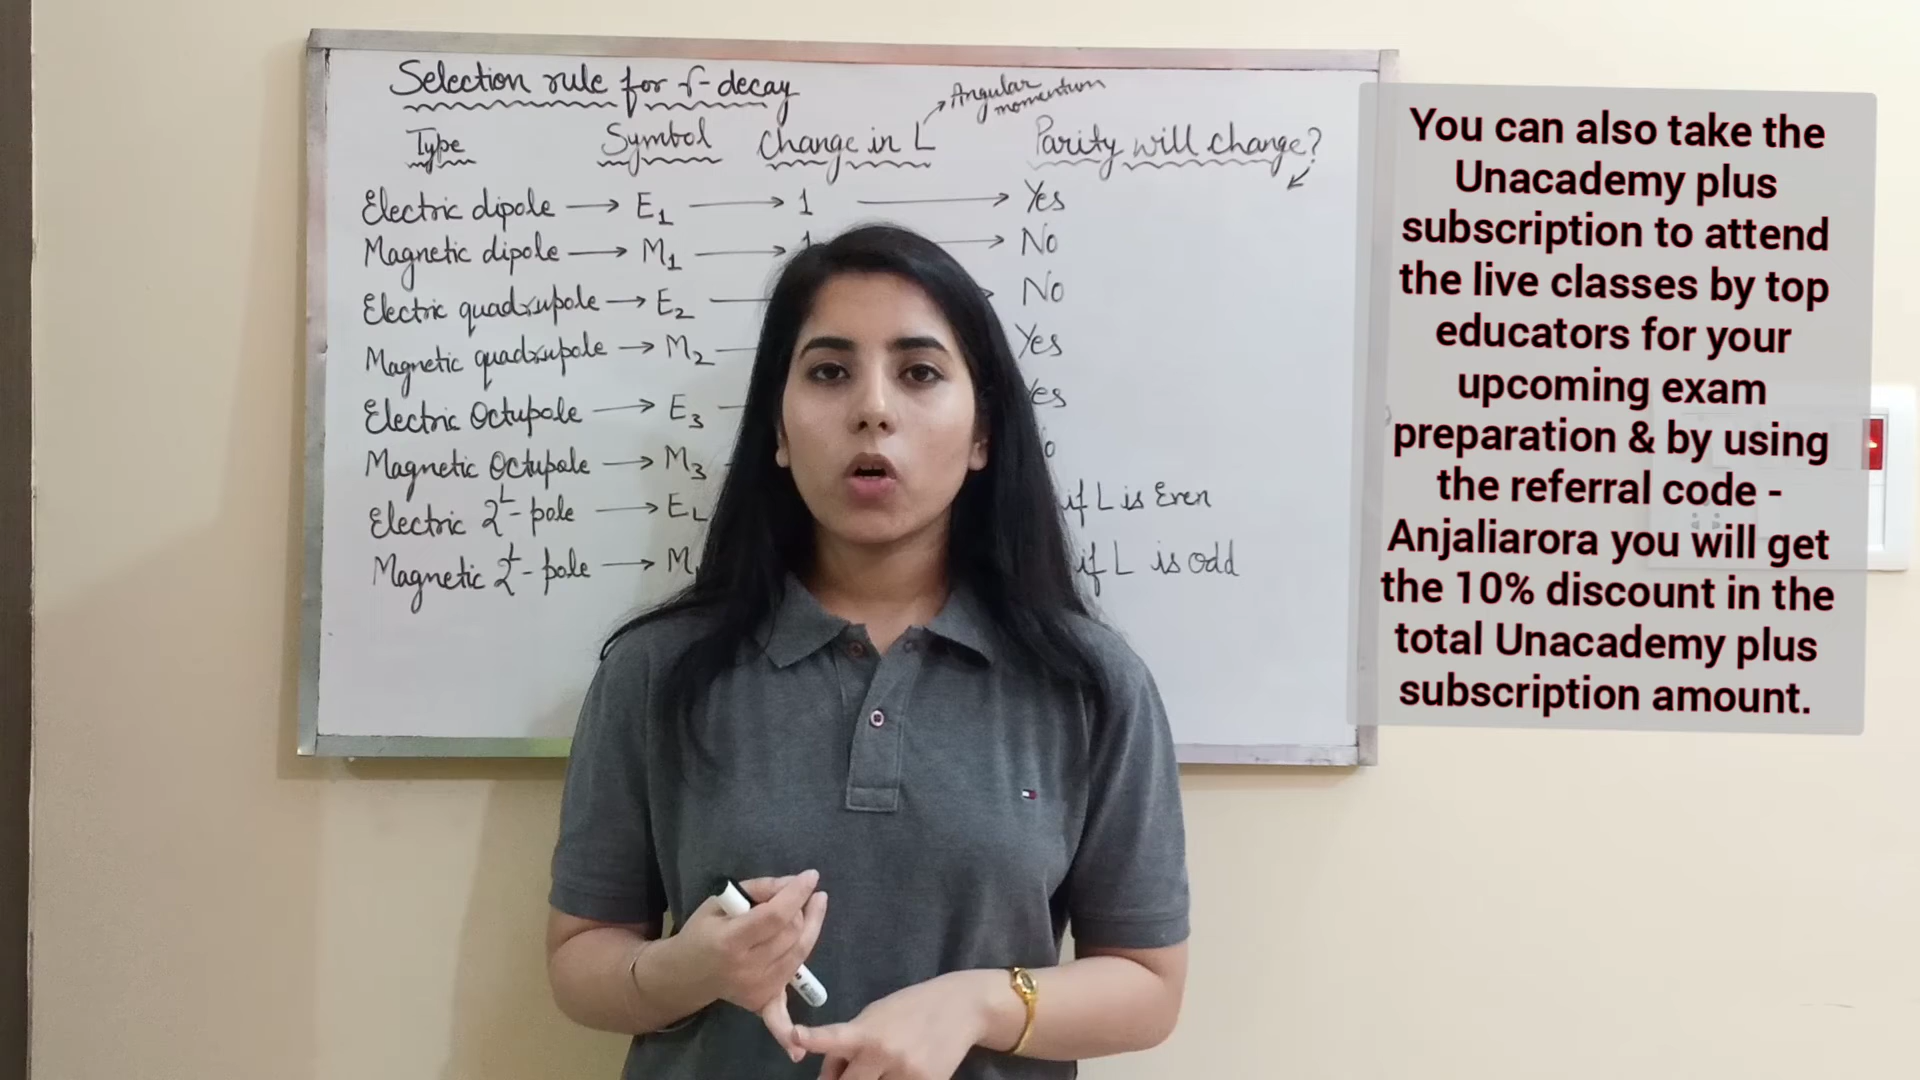 Selection rule for γ-decay
Angular
momentum
Type Symbol Change in L Parity will change?
Electric dipole → E1 → 1 → Yes
Magnetic dipole → M1 → 1 → No
Electric quadrupole → E2 No
Magnetic quadrupole → M2 Yes
Electric Octupole → E3 Yes
Magnetic Octupole → M3
Electric 2^L-pole → EL if L is Even
Magnetic 2^L-pole → M if L is odd
You can also take the
Unacademy plus
subscription to attend
the live classes by top
educators for your
upcoming exam
preparation & by using
the referral code -
Anjaliarora you will get
the 10% discount in the
total Unacademy plus
subscription amount.